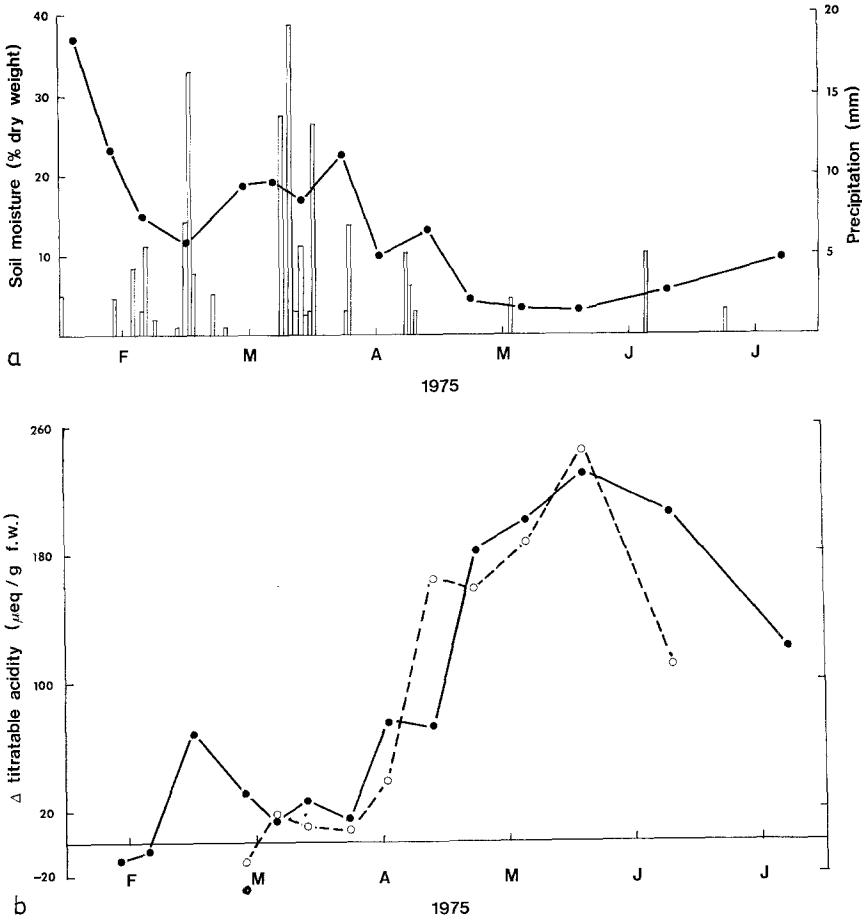 40
30
20
10
Soil moisture (% dry weight)
20
15
10
5
Precipitation (mm)
F M A M J J
1975
a
260
180
100
20
-20
Δ titratable acidity (μeq / g f.w.)
F M A M J J
1975
b